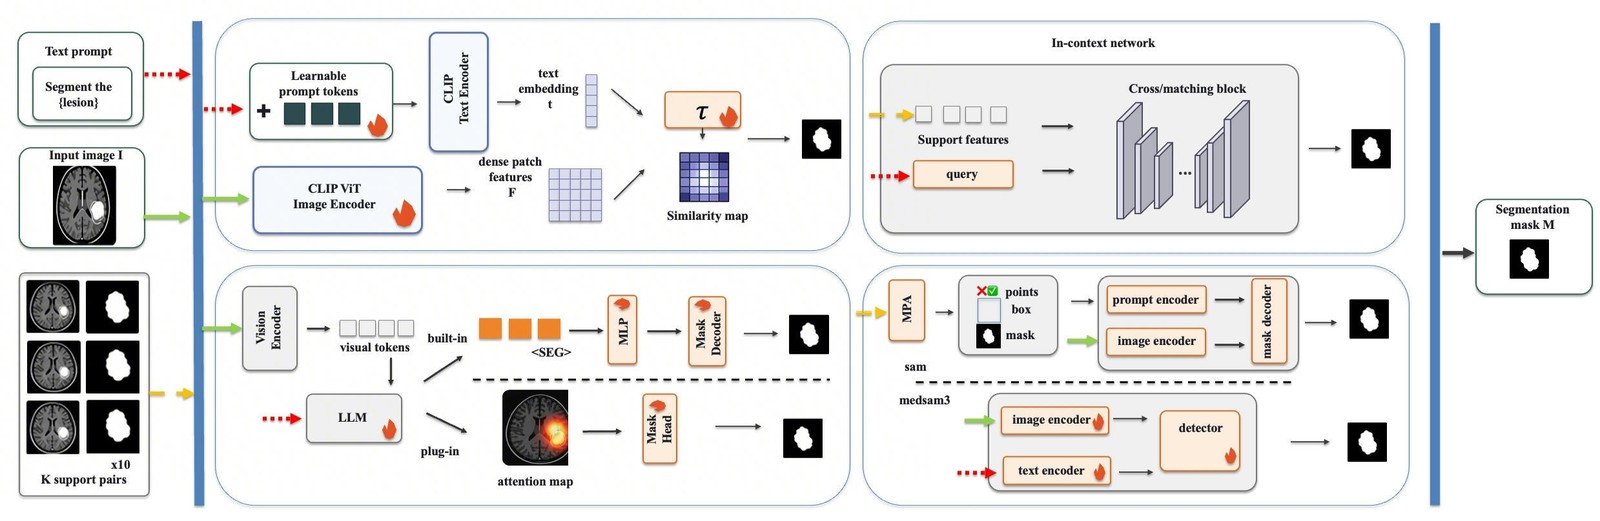 Text prompt
Segment the
{lesion}
Input image I
x10
K support pairs
Learnable
prompt tokens
+
CLIP
Text Encoder
text
embedding
t
CLIP ViT
Image Encoder
dense patch
features
F
τ
Similarity map
In-context network
Support features
query
Cross/matching block
...
Vision
Encoder
visual tokens
LLM
built-in
<SEG>
MLP
Mask
Decoder
plug-in
attention map
Mask
Head
MPA
points
box
mask
prompt encoder
image encoder
mask decoder
sam
medsam3
image encoder
text encoder
detector
Segmentation
mask M